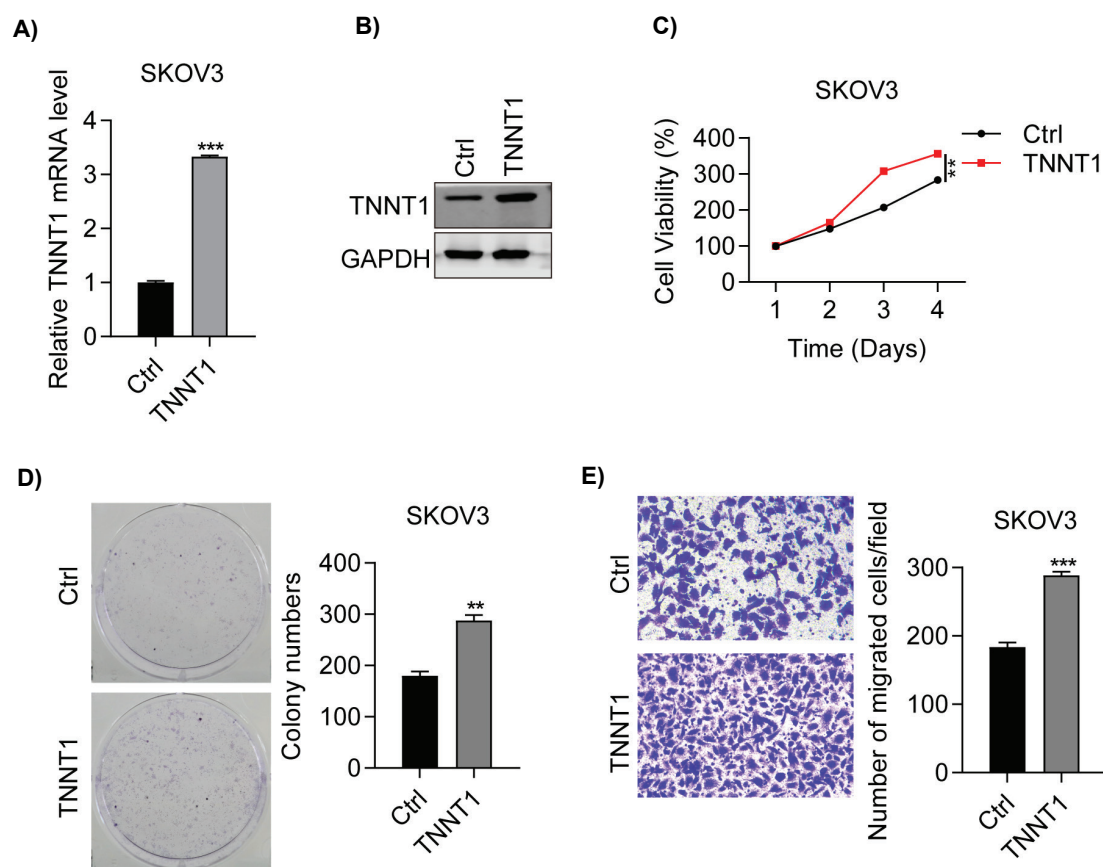 A)
SKOV3
Relative TNNT1 mRNA level
4
3
2
1
0
***
Ctrl
TNNT1
B)
Ctrl
TNNT1
TNNT1
GAPDH
C)
SKOV3
Cell Viability (%)
400
300
200
100
0
1 2 3 4
Time (Days)
Ctrl
TNNT1
**
D)
Ctrl
TNNT1
SKOV3
Colony numbers
400
300
200
100
0
**
Ctrl
TNNT1
E)
Ctrl
TNNT1
SKOV3
Number of migrated cells/field
300
200
100
0
***
Ctrl
TNNT1